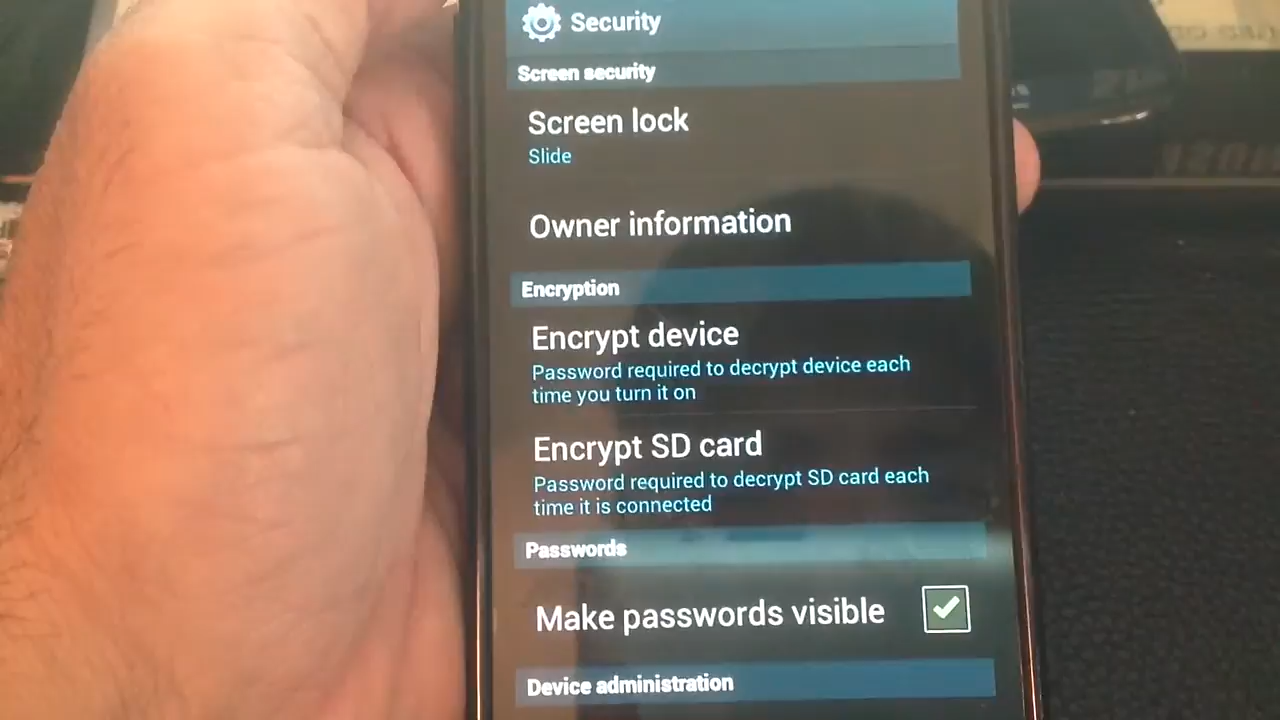 Security
Screen security
Screen lock
Slide
Owner information
Encryption
Encrypt device
Password required to decrypt device each
time you turn it on
Encrypt SD card
Password required to decrypt SD card each
time it is connected
Passwords
Make passwords visible
Device administration